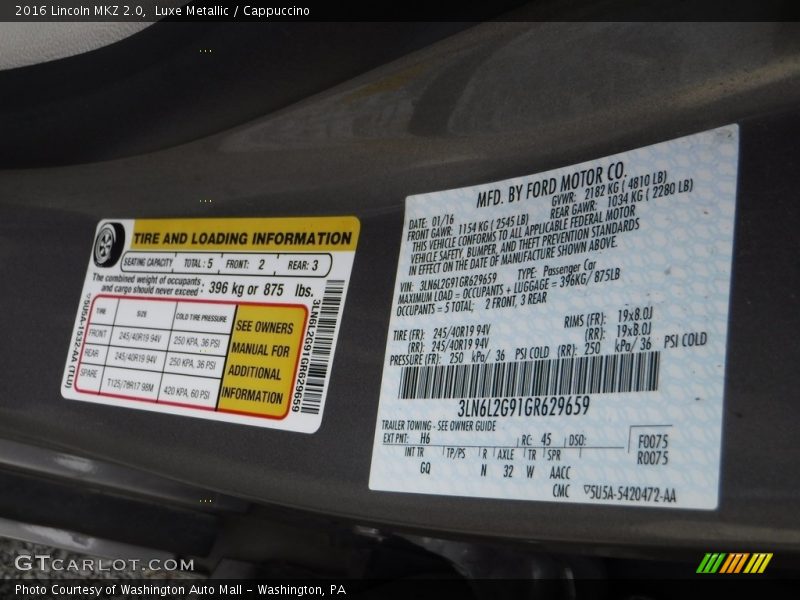 2016 Lincoln MKZ 2.0, Luxe Metallic / Cappuccino
TIRE AND LOADING INFORMATION
SEATING CAPACITY TOTAL: 5 FRONT: 2 REAR: 3
The combined weight of occupants and cargo should never exceed: 396 kg or 875 lbs.
TIRE SIZE COLD TIRE PRESSURE
FRONT 245/40R19 94V 250 KPA, 36 PSI
REAR 245/40R19 94V 250 KPA, 36 PSI
SPARE T125/78R17 98M 420 KPA, 60 PSI
SEE OWNERS
MANUAL FOR
ADDITIONAL
INFORMATION
3LN6L2G91GR629659
MFD. BY FORD MOTOR CO.
DATE: 01/16 GVWR: 2182 KG ( 4810 LB)
FRONT GAWR: 1154 KG ( 2545 LB) REAR GAWR: 1034 KG ( 2280 LB)
THIS VEHICLE CONFORMS TO ALL APPLICABLE FEDERAL MOTOR
VEHICLE SAFETY, BUMPER, AND THEFT PREVENTION STANDARDS
IN EFFECT ON THE DATE OF MANUFACTURE SHOWN ABOVE.
VIN: 3LN6L2G91GR629659 TYPE: Passenger Car
MAXIMUM LOAD = OCCUPANTS + LUGGAGE = 396KG/ 875LB
OCCUPANTS = 5 TOTAL; 2 FRONT, 3 REAR
TIRE (FR): 245/40R19 94V RIMS (FR): 19x8.0J
(RR): 245/40R19 94V (RR): 19x8.0J
PRESSURE (FR): 250 kPa/ 36 PSI COLD (RR): 250 kPa/ 36 PSI COLD
3LN6L2G91GR629659
TRAILER TOWING - SEE OWNER GUIDE
EXT PNT: H6 RC: 45 DSO: F0075
R0075
INT TR TP/PS R AXLE TR SPR
GQ N 32 W AACC
CMC 5U5A-5420472-AA
GTCARLOT.COM
Photo Courtesy of Washington Auto Mall - Washington, PA